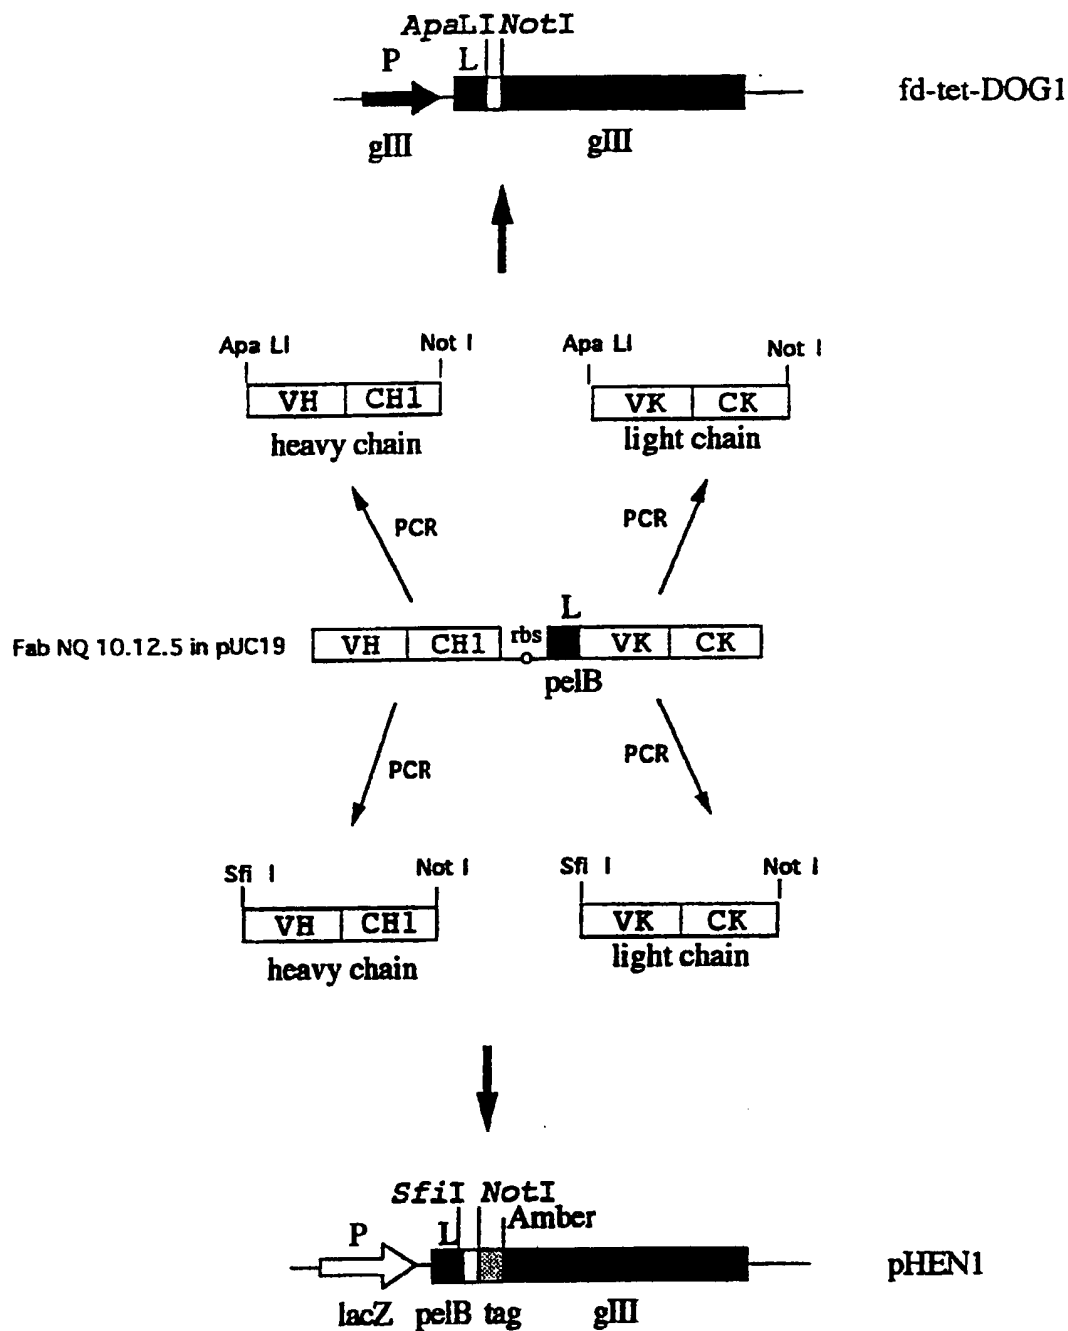 ApaLI NotI
P L
fd-tet-DOG1
gIII gIII
Apa LI Not I Apa LI Not I
VH CH1 VK CK
heavy chain light chain
PCR PCR
L
Fab NQ 10.12.5 in pUC19 VH CH1 rbs VK CK
pelB
PCR PCR
Sfi I Not I Sfi I Not I
VH CH1 VK CK
heavy chain light chain
SfiI NotI
P L Amber
pHEN1
lacZ pelB tag gIII